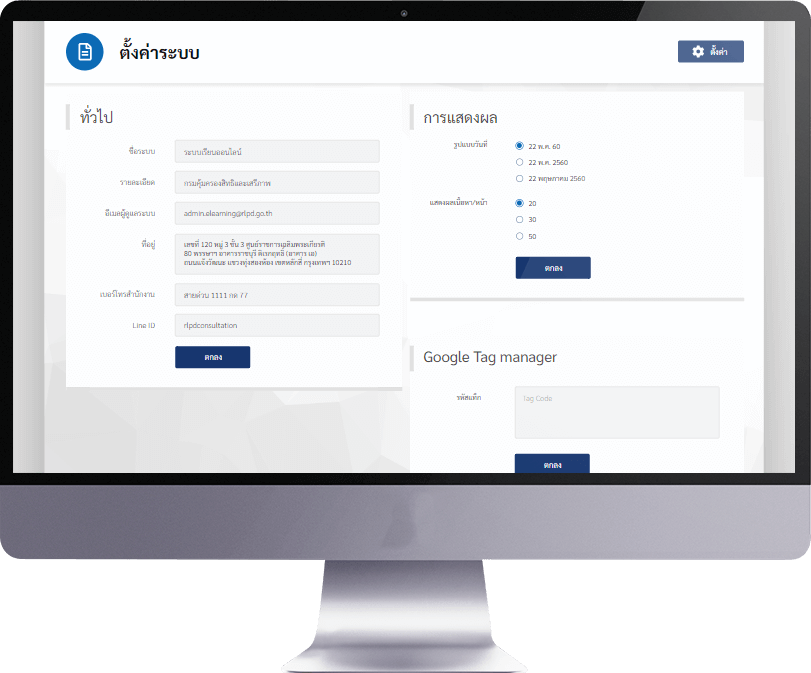 ตั้งค่าระบบ
ตั้งค่า
ทั่วไป
ชื่อระบบ
ระบบเรียนออนไลน์
รายละเอียด
กรมคุ้มครองสิทธิและเสรีภาพ
อีเมลผู้ดูแลระบบ
admin.elearning@rlpd.go.th
ที่อยู่
เลขที่ 120 หมู่ 3 ชั้น 3 ศูนย์ราชการเฉลิมพระเกียรติ
80 พรรษาฯ อาคารราชบุรี ดิเรกฤทธิ์ (อาคาร เอ)
ถนนแจ้งวัฒนะ แขวงทุ่งสองห้อง เขตหลักสี่ กรุงเทพฯ 10210
เบอร์โทรสำนักงาน
สายด่วน 1111 กด 77
Line ID
rlpdconsultation
ตกลง
การแสดงผล
รูปแบบวันที่
22 พ.ค. 60
22 พ.ค. 2560
22 พฤษภาคม 2560
แสดงผลเนื้อหา/หน้า
20
30
50
ตกลง
Google Tag manager
รหัสแท็ก
Tag Code
ตกลง